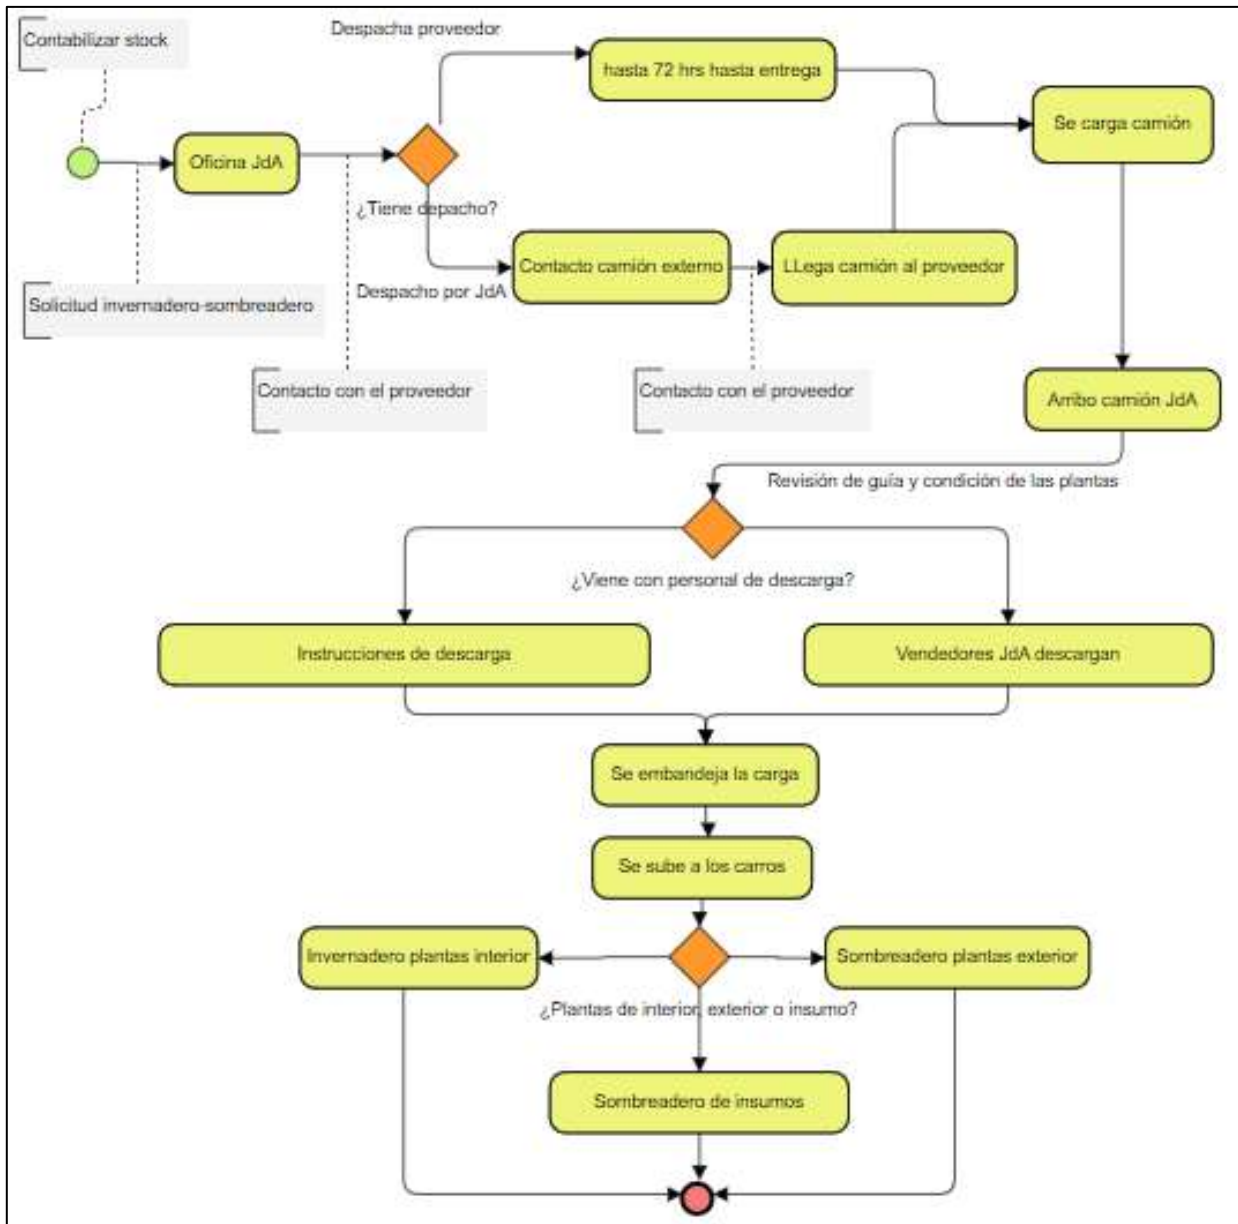 Contabilizar stock
Despacha proveedor
hasta 72 hrs hasta entrega
Se carga camión
Oficina JdA
¿Tiene depacho?
Contacto camión externo
LLega camión al proveedor
Despacho por JdA
Solicitud invernadero-sombreadero
Contacto con el proveedor
Contacto con el proveedor
Arribo camión JdA
Revisión de guía y condición de las plantas
¿Viene con personal de descarga?
Instrucciones de descarga
Vendedores JdA descargan
Se embandeja la carga
Se sube a los carros
Invernadero plantas interior
Sombreadero plantas exterior
¿Plantas de interior, exterior o insumo?
Sombreadero de insumos